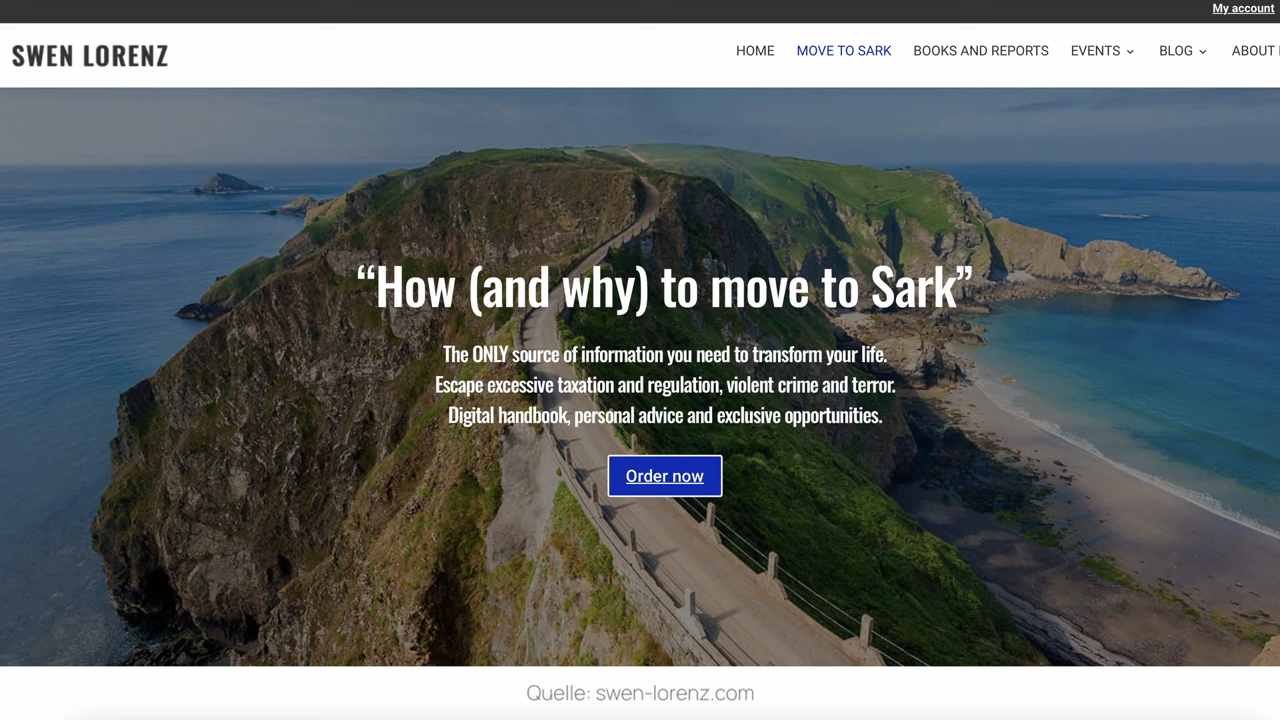 My account
SWEN LORENZ
HOME MOVE TO SARK BOOKS AND REPORTS EVENTS BLOG ABOUT
“How (and why) to move to Sark”
The ONLY source of information you need to transform your life.
Escape excessive taxation and regulation, violent crime and terror.
Digital handbook, personal advice and exclusive opportunities.
Order now
Quelle: swen-lorenz.com